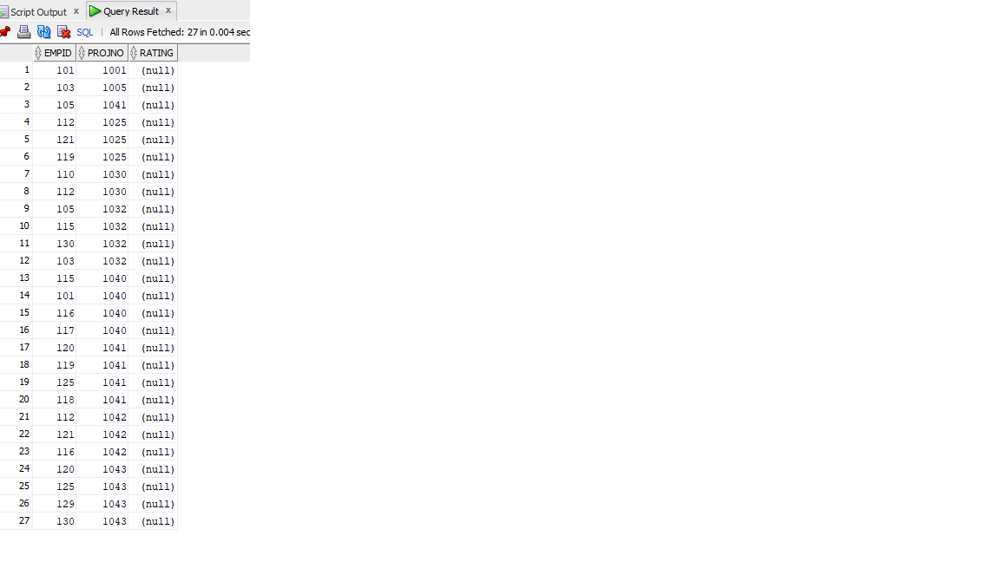 Script Output x Query Result x
SQL | All Rows Fetched: 27 in 0.004 sec
EMPID PROJNO RATING
1 101 1001 (null)
2 103 1005 (null)
3 105 1041 (null)
4 112 1025 (null)
5 121 1025 (null)
6 119 1025 (null)
7 110 1030 (null)
8 112 1030 (null)
9 105 1032 (null)
10 115 1032 (null)
11 130 1032 (null)
12 103 1032 (null)
13 115 1040 (null)
14 101 1040 (null)
15 116 1040 (null)
16 117 1040 (null)
17 120 1041 (null)
18 119 1041 (null)
19 125 1041 (null)
20 118 1041 (null)
21 112 1042 (null)
22 121 1042 (null)
23 116 1042 (null)
24 120 1043 (null)
25 125 1043 (null)
26 129 1043 (null)
27 130 1043 (null)